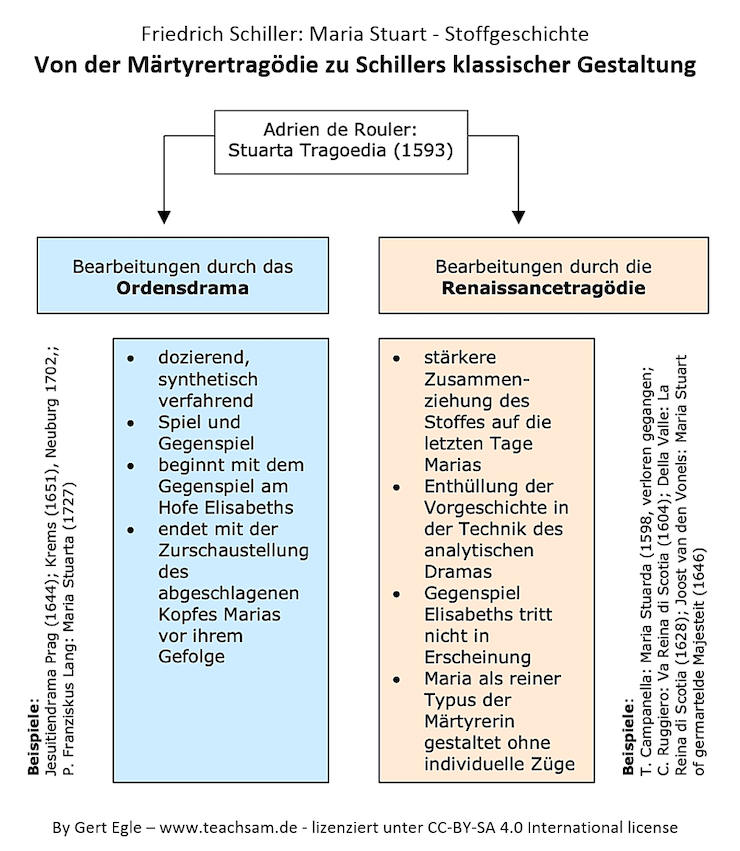 Friedrich Schiller: Maria Stuart - Stoffgeschichte
Von der Märtyrertragödie zu Schillers klassischer Gestaltung
Adrien de Rouler:
Stuarta Tragoedia (1593)
Bearbeitungen durch das
Ordensdrama
Bearbeitungen durch die
Renaissancetragödie
Beispiele:
Jesuitiendrama Prag (1644); Krems (1651), Neuburg 1702,;
P. Franziskus Lang: Maria Stuarta (1727)
• dozierend,
synthetisch
verfahrend
• Spiel und
Gegenspiel
• beginnt mit dem
Gegenspiel am
Hofe Elisabeths
• endet mit der
Zurschaustellung
des
abgeschlagenen
Kopfes Marias
vor ihrem
Gefolge
• stärkere
Zusammen-
ziehung des
Stoffes auf die
letzten Tage
Marias
• Enthüllung der
Vorgeschichte in
der Technik des
analytischen
Dramas
• Gegenspiel
Elisabeths tritt
nicht in
Erscheinung
• Maria als reiner
Typus der
Märtyrerin
gestaltet ohne
individuelle Züge
Beispiele:
T. Campanella: Maria Stuarda (1598, verloren gegangen;
C. Ruggiero: Va Reina di Scotia (1604); Della Valle: La
Reina di Scotia (1628); Joost van den Vonels: Maria Stuart
of germartelde Majesteit (1646)
By Gert Egle – www.teachsam.de - lizenziert unter CC-BY-SA 4.0 International license